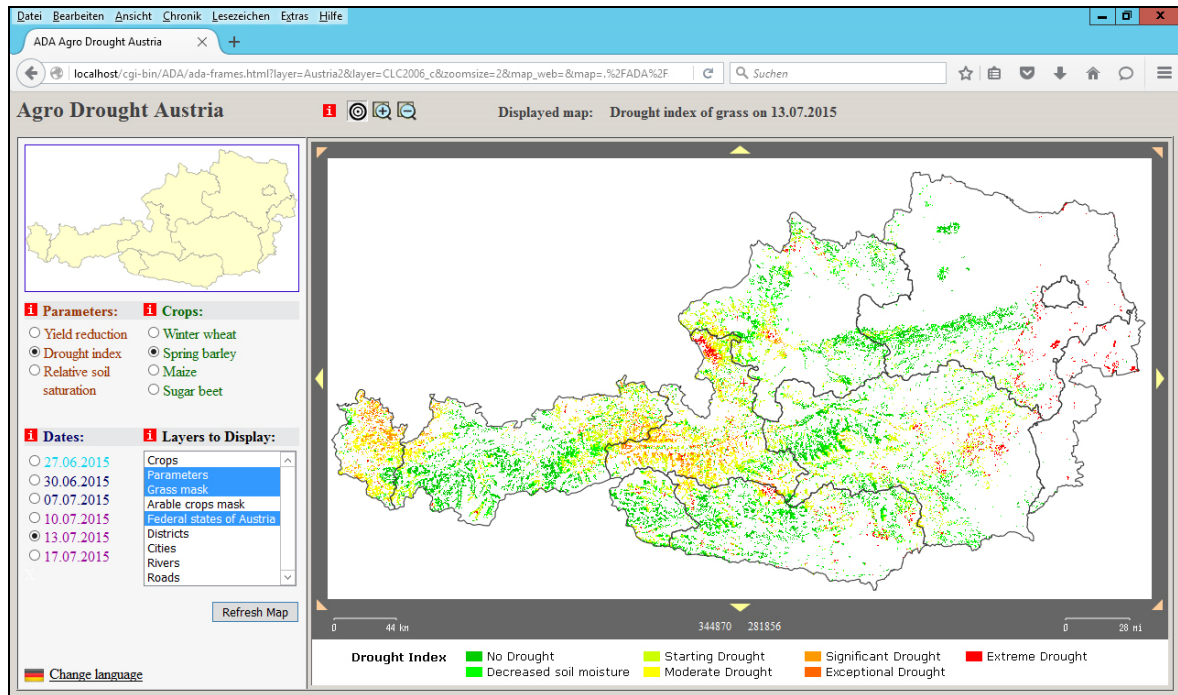 Datei Bearbeiten Ansicht Chronik Lesezeichen Extras Hilfe
ADA Agro Drought Austria
localhost/cgi-bin/ADA/ada-frames.html?layer=Austria2&layer=CLC2006_c&zoomsize=2&map_web=&map=.%2FADA%2F
Suchen
Agro Drought Austria
i
Displayed map: Drought index of grass on 13.07.2015
i Parameters:
Yield reduction
Drought index
Relative soil
saturation
i Crops:
Winter wheat
Spring barley
Maize
Sugar beet
i Dates:
27.06.2015
30.06.2015
07.07.2015
10.07.2015
13.07.2015
17.07.2015
X
i Layers to Display:
Crops
Parameters
Grass mask
Arable crops mask
Federal states of Austria
Districts
Cities
Rivers
Roads
Refresh Map
Change language
0 44 km
344870 281856
0 28 mi
Drought Index
No Drought
Decreased soil moisture
Starting Drought
Moderate Drought
Significant Drought
Exceptional Drought
Extreme Drought